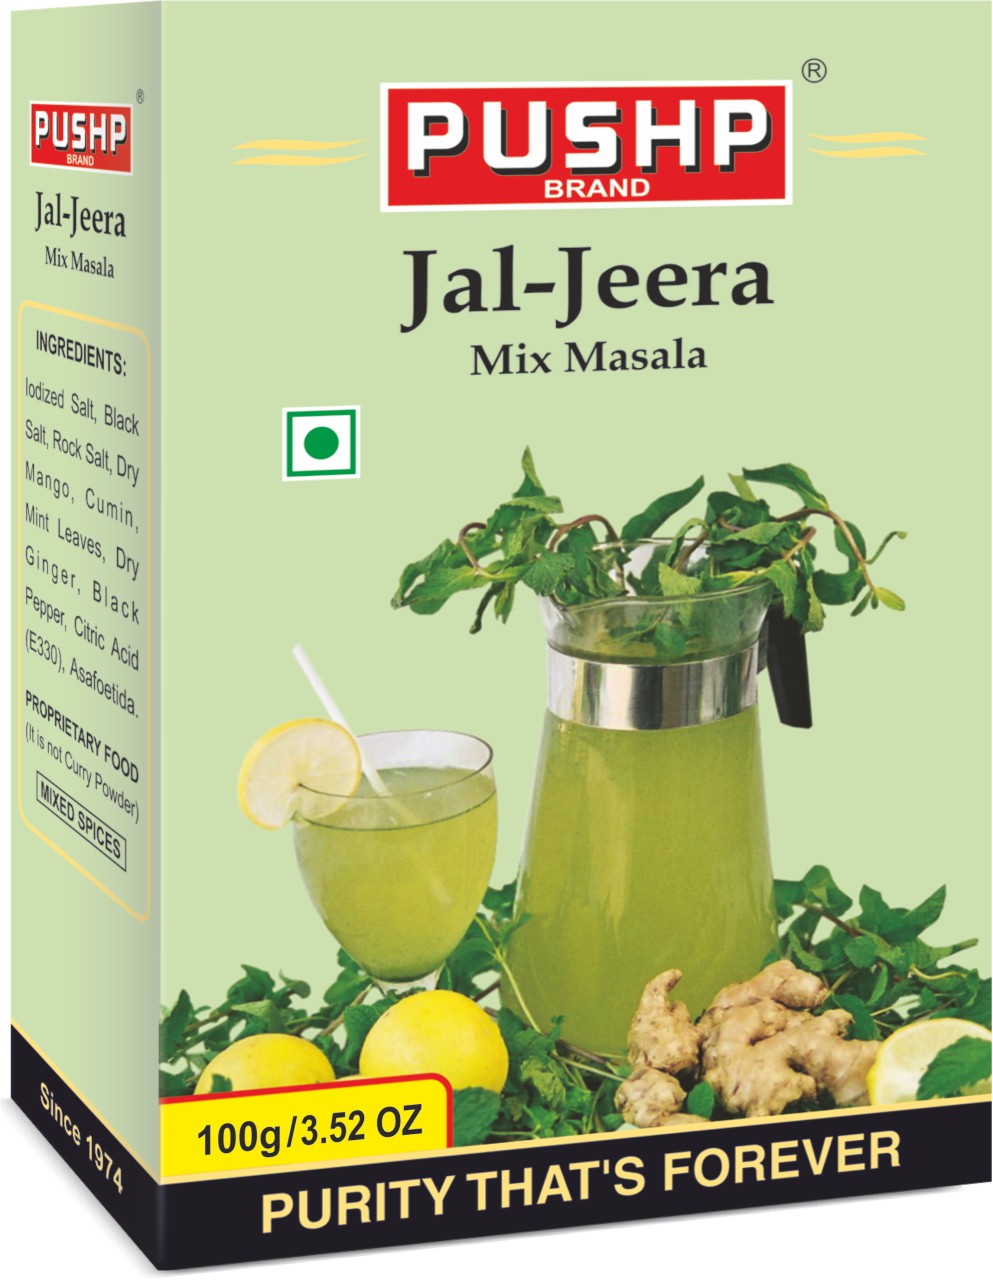 PUSHP
BRAND
®
Jal-Jeera
Mix Masala
INGREDIENTS:
Iodized Salt, Black
Salt, Rock Salt, Dry
Mango, Cumin,
Mint Leaves, Dry
Ginger, Black
Pepper, Citric Acid
(E330), Asafoetida.
PROPRIETARY FOOD
(It is not Curry Powder)
MIXED SPICES
Since 1974
PUSHP
BRAND
®
Jal-Jeera
Mix Masala
100g/3.52 OZ
PURITY THAT'S FOREVER